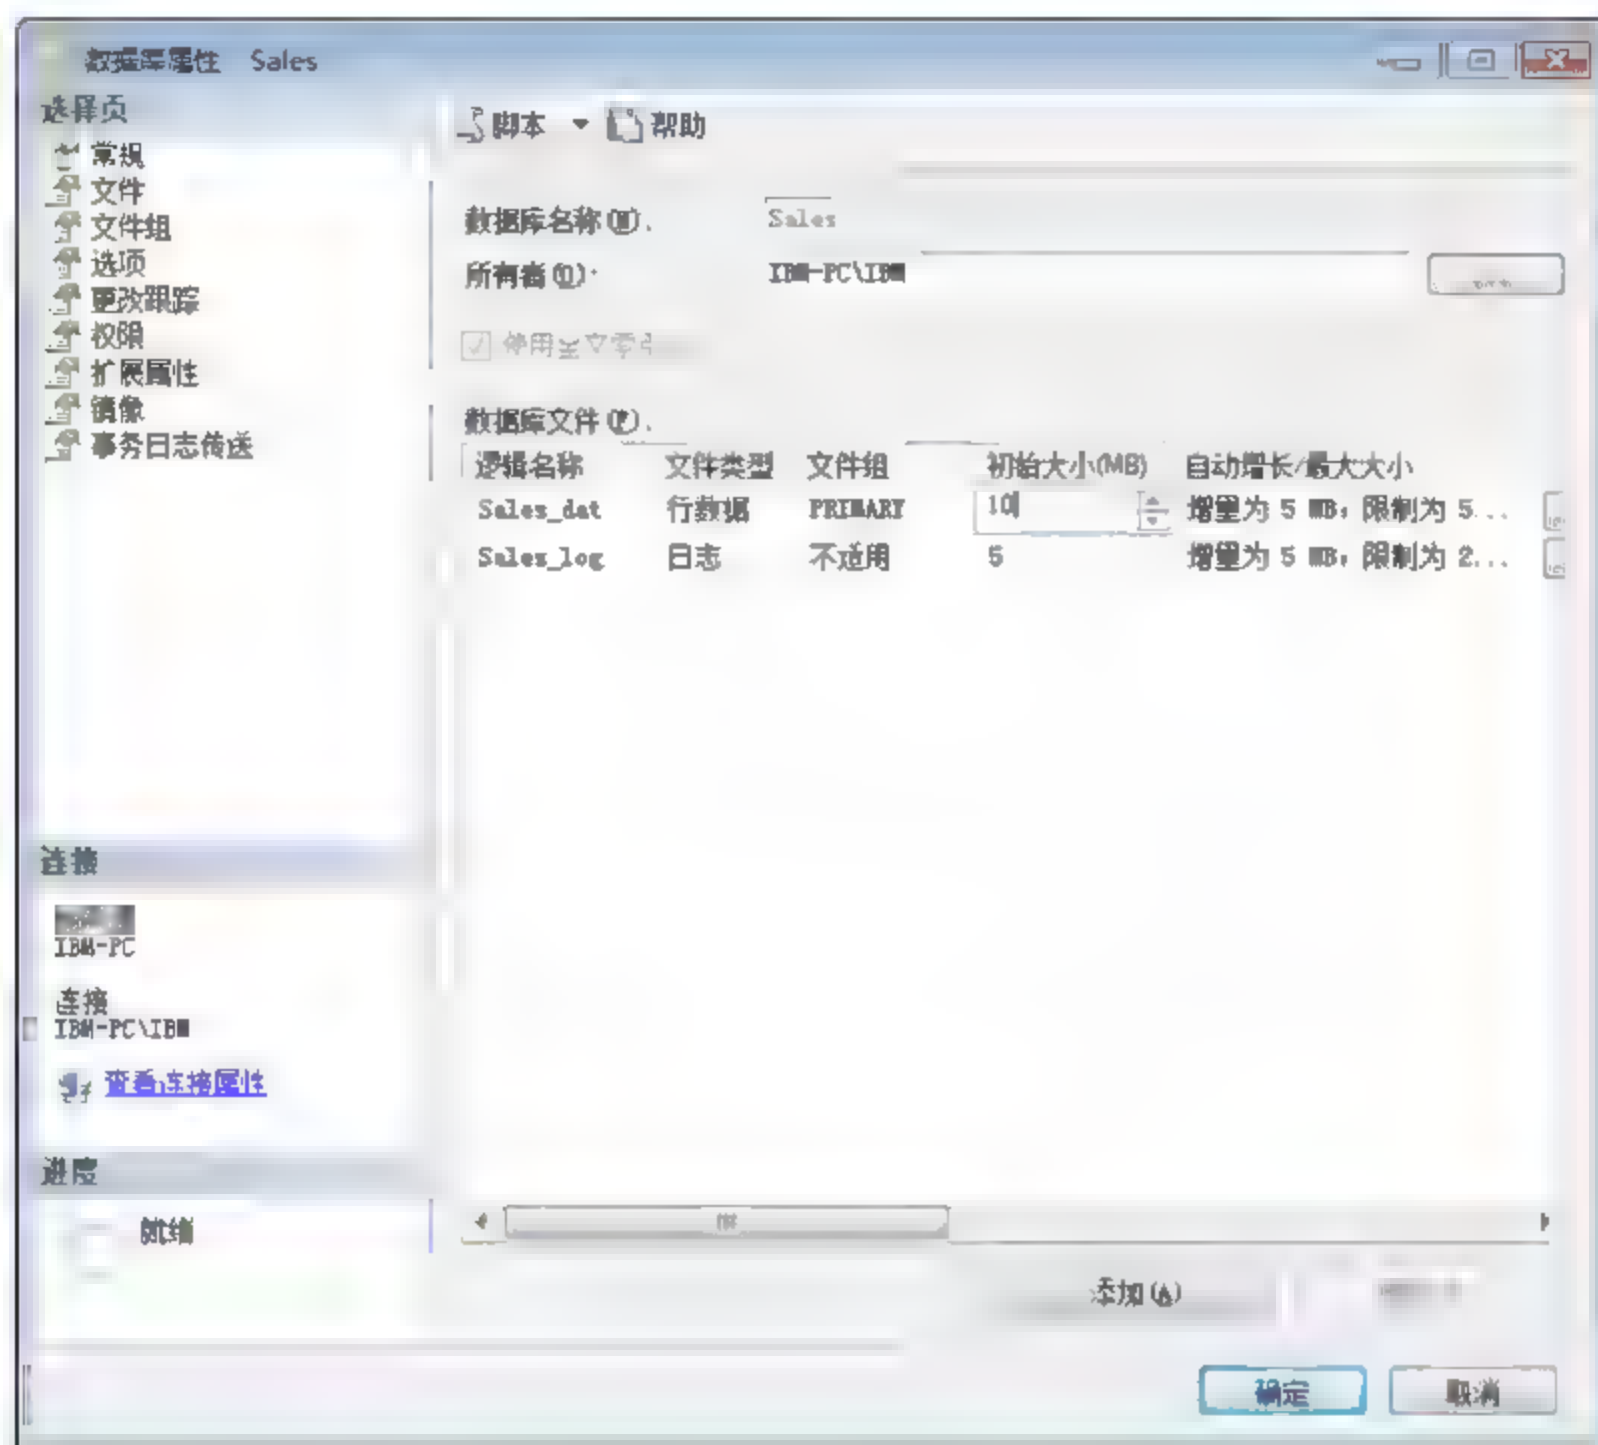 数据库属性 Sales
选择页
常规
文件
文件组
选项
更改跟踪
权限
扩展属性
镜像
事务日志传送
脚本 帮助
数据库名称(N):
Sales
所有者(O):
IBM-PC\IBM
使用全文索引
数据库文件(F):
逻辑名称 文件类型 文件组 初始大小(MB) 自动增长/最大大小
Sales_dat 行数据 PRIMARY 10 增量为 5 MB，限制为 5...
Sales_log 日志 不适用 5 增量为 5 MB，限制为 2...
连接
IBM-PC
连接
IBM-PC\IBM
查看连接属性
进度
就绪
添加(A)
确定 取消